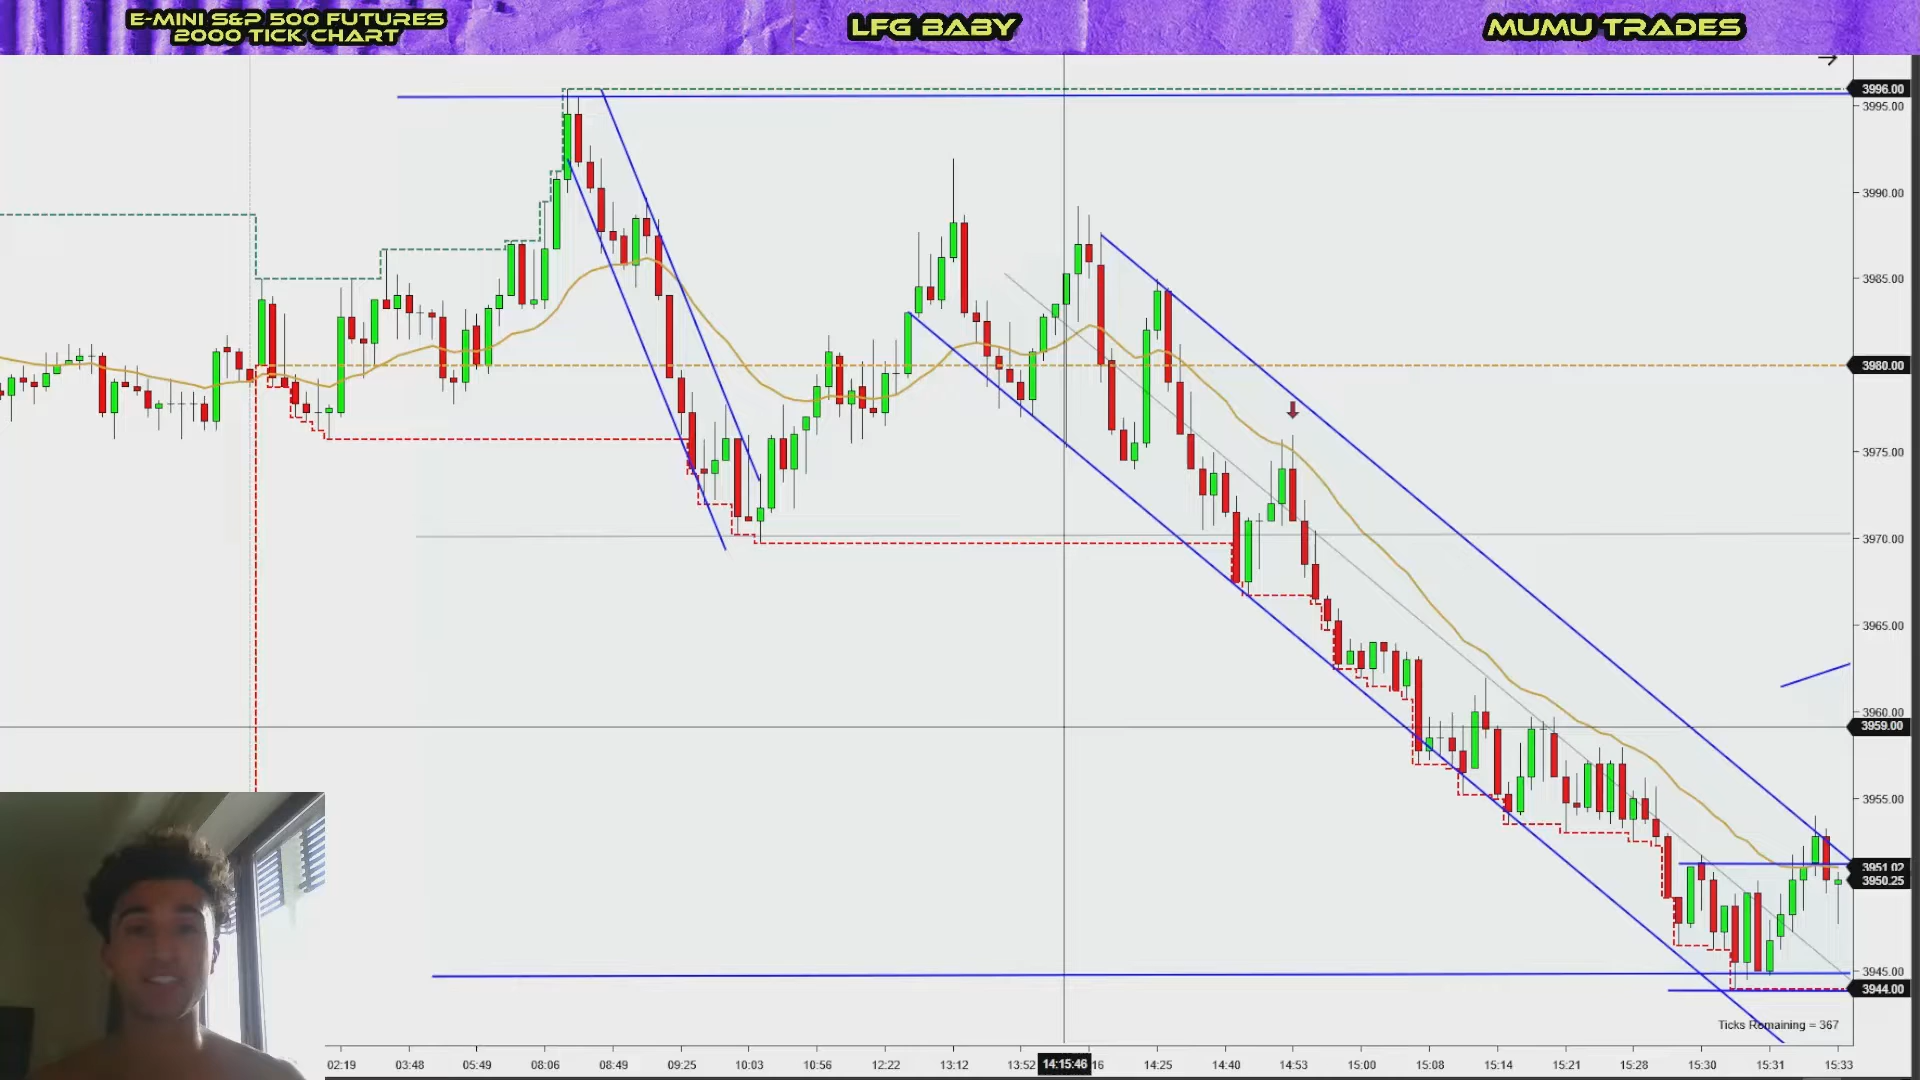 E-MINI S&P 500 FUTURES
2000 TICK CHART
LFG BABY
MUMU TRADES
3996.00
3995.00
3990.00
3985.00
3980.00
3975.00
3970.00
3965.00
3960.00
3959.00
3955.00
3951.02
3950.25
3945.00
3944.00
Ticks Remaining = 367
02:19 03:48 05:49 08:06 08:49 09:25 10:03 10:56 12:22 13:12 13:52 14:15:46 16 14:25 14:40 14:53 15:00 15:08 15:14 15:21 15:28 15:30 15:31 15:33